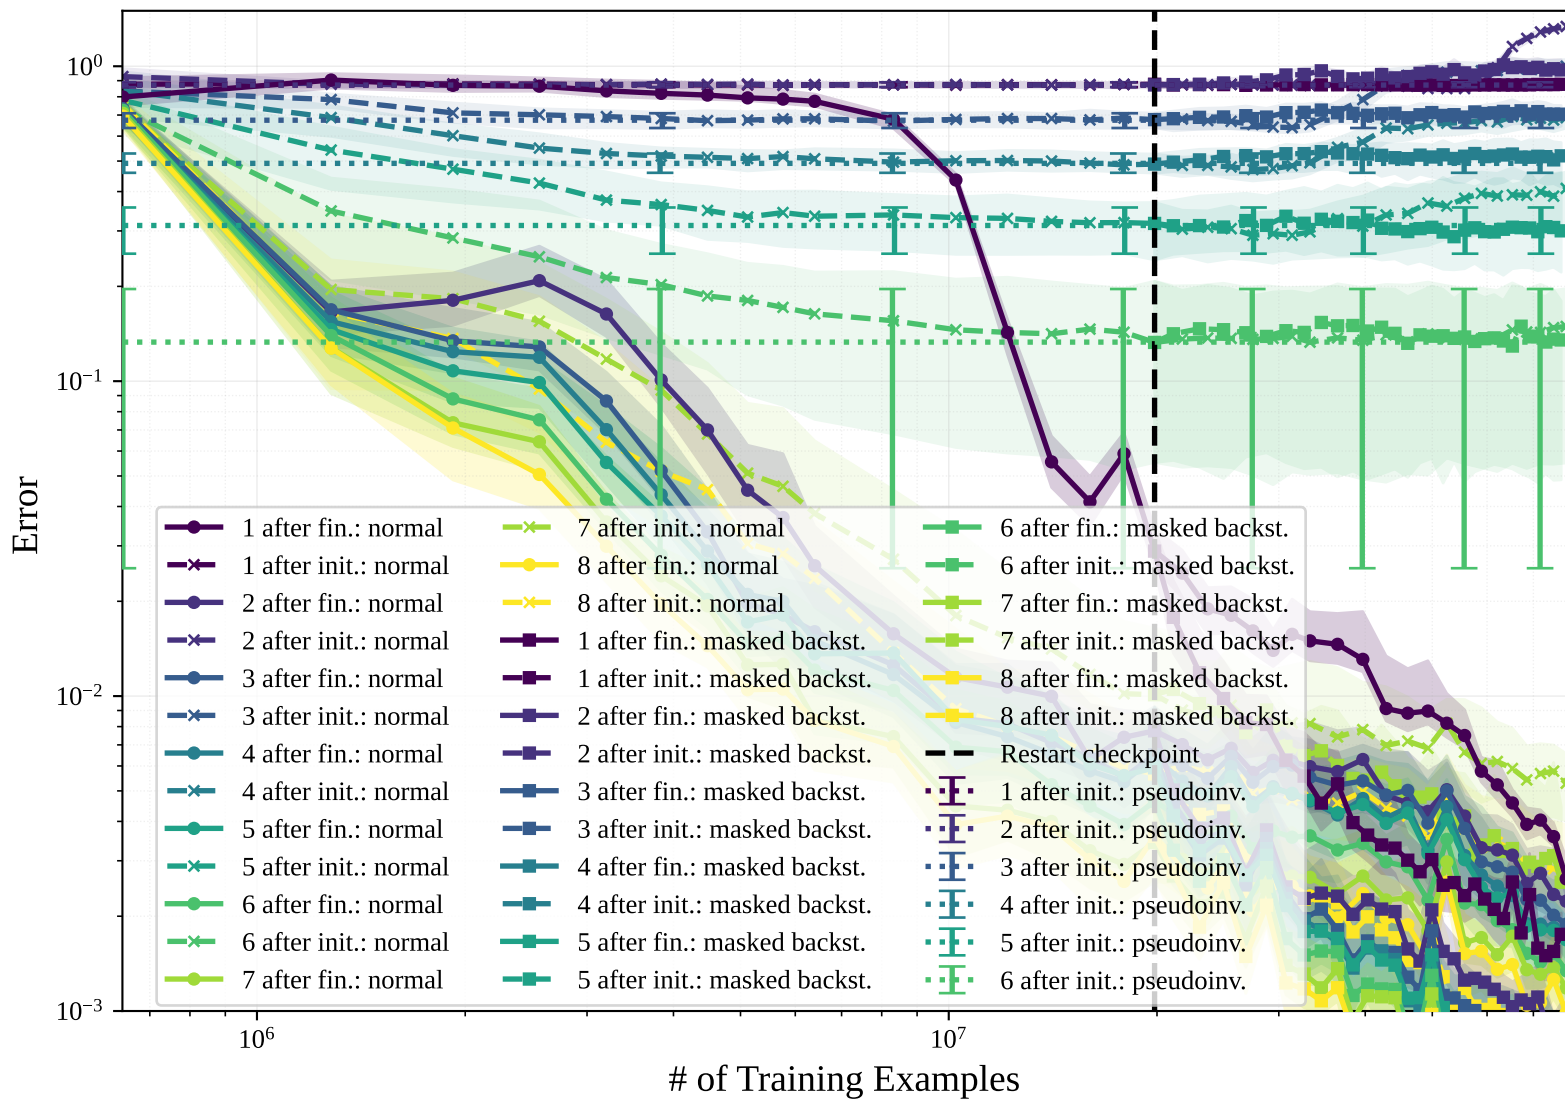 10⁰
10⁻¹
10⁻²
10⁻³
Error
10⁶
10⁷
# of Training Examples
1 after fin.: normal
1 after init.: normal
2 after fin.: normal
2 after init.: normal
3 after fin.: normal
3 after init.: normal
4 after fin.: normal
4 after init.: normal
5 after fin.: normal
5 after init.: normal
6 after fin.: normal
6 after init.: normal
7 after fin.: normal
7 after init.: normal
8 after fin.: normal
8 after init.: normal
1 after fin.: masked backst.
1 after init.: masked backst.
2 after fin.: masked backst.
2 after init.: masked backst.
3 after fin.: masked backst.
3 after init.: masked backst.
4 after fin.: masked backst.
4 after init.: masked backst.
5 after fin.: masked backst.
5 after init.: masked backst.
6 after fin.: masked backst.
6 after init.: masked backst.
7 after fin.: masked backst.
7 after init.: masked backst.
8 after fin.: masked backst.
8 after init.: masked backst.
Restart checkpoint
1 after init.: pseudoinv.
2 after init.: pseudoinv.
3 after init.: pseudoinv.
4 after init.: pseudoinv.
5 after init.: pseudoinv.
6 after init.: pseudoinv.